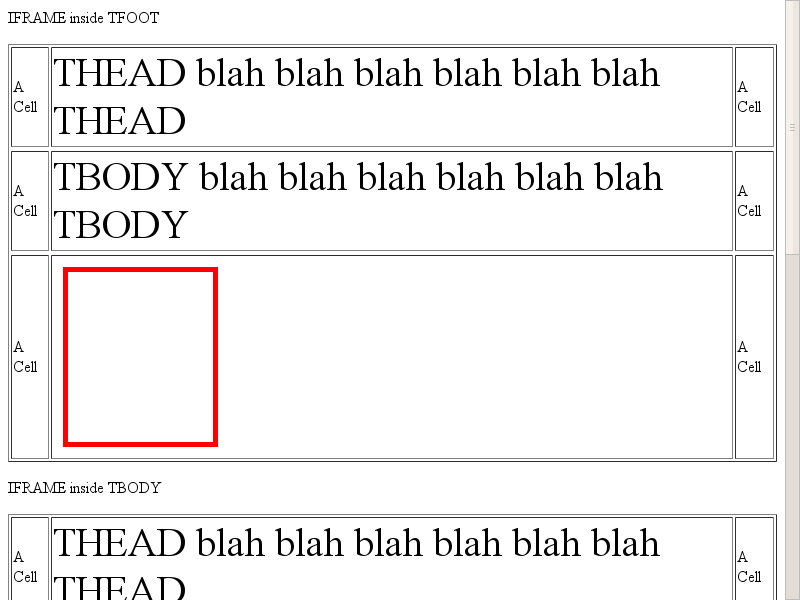 IFRAME inside TFOOT
A Cell THEAD blah blah blah blah blah blah THEAD A Cell
A Cell TBODY blah blah blah blah blah blah TBODY A Cell
A Cell A Cell
IFRAME inside TBODY
A Cell THEAD blah blah blah blah blah blah THEAD A Cell